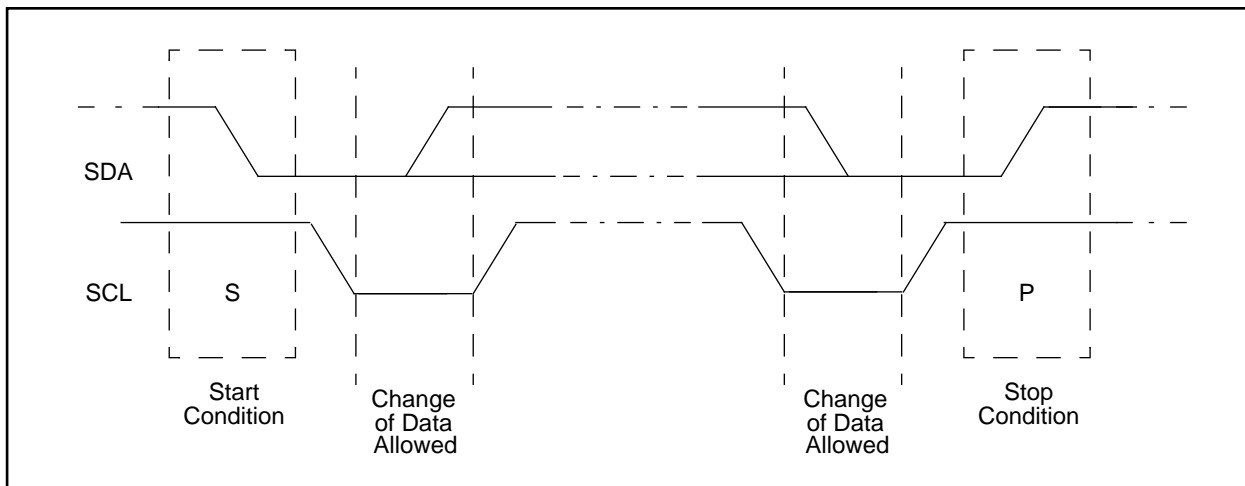 SDA
SCL
S
P
Start
Condition
Change
of Data
Allowed
Change
of Data
Allowed
Stop
Condition